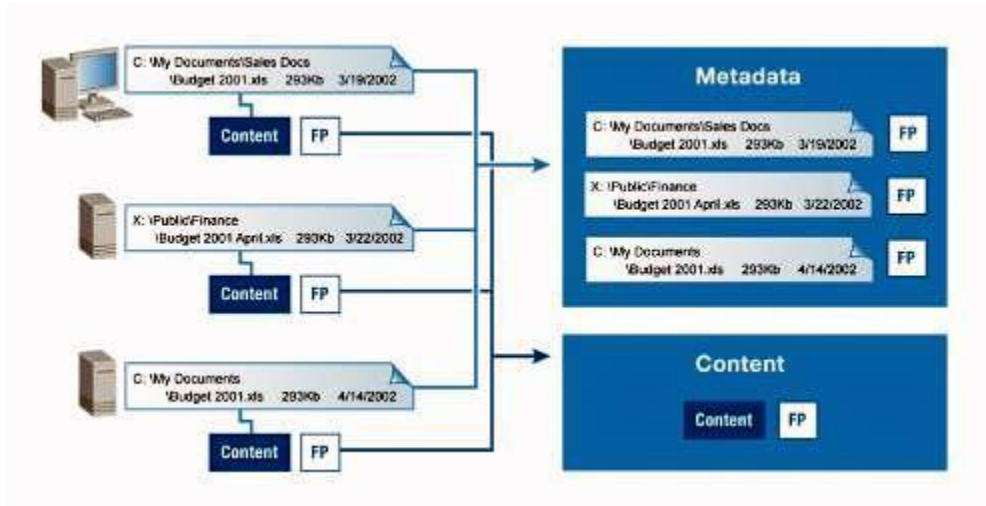 C: \My Documents\Sales Docs
\Budget 2001.xls 293Kb 3/19/2002
Content FP
X: \Public\Finance
\Budget 2001 April.xls 293Kb 3/22/2002
Content FP
C: \My Documents
\Budget 2001.xls 293Kb 4/14/2002
Content FP
Metadata
C: \My Documents\Sales Docs
\Budget 2001.xls 293Kb 3/19/2002
FP
X: \Public\Finance
\Budget 2001 April.xls 293Kb 3/22/2002
FP
C: \My Documents
\Budget 2001.xls 293Kb 4/14/2002
FP
Content
Content FP